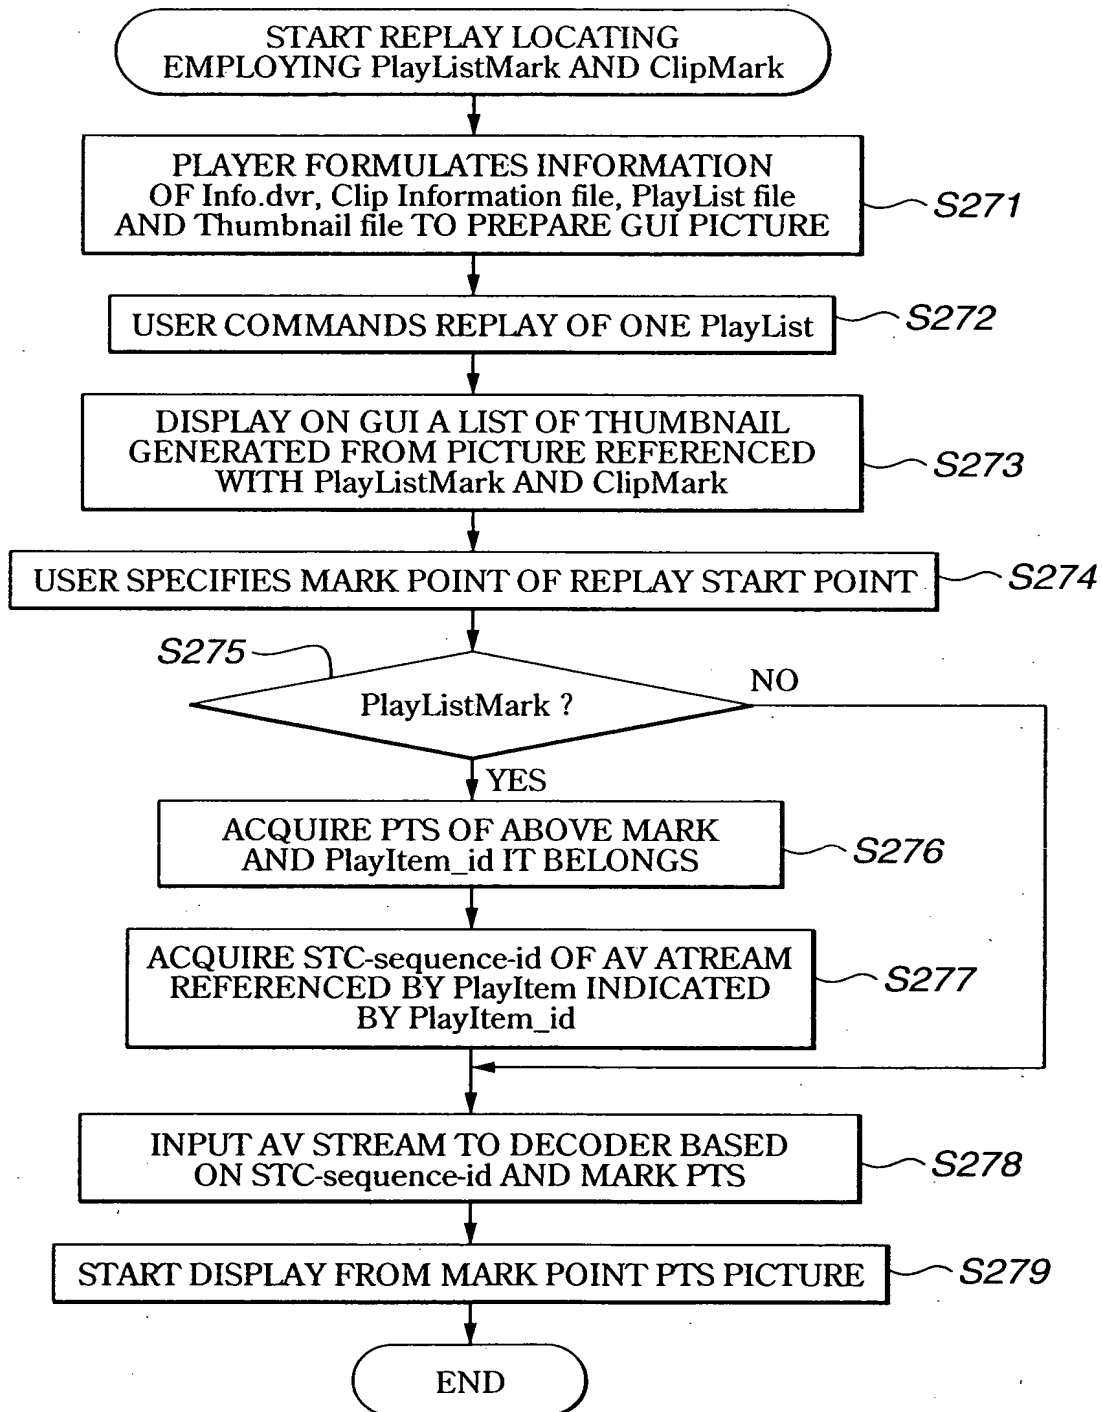 START REPLAY LOCATING
EMPLOYING PlayListMark AND ClipMark
PLAYER FORMULATES INFORMATION
OF Info.dvr, Clip Information file, PlayList file
AND Thumbnail file TO PREPARE GUI PICTURE
S271
USER COMMANDS REPLAY OF ONE PlayList
S272
DISPLAY ON GUI A LIST OF THUMBNAIL
GENERATED FROM PICTURE REFERENCED
WITH PlayListMark AND ClipMark
S273
USER SPECIFIES MARK POINT OF REPLAY START POINT
S274
S275
PlayListMark ?
NO
YES
ACQUIRE PTS OF ABOVE MARK
AND PlayItem_id IT BELONGS
S276
ACQUIRE STC-sequence-id OF AV ATREAM
REFERENCED BY PlayItem INDICATED
BY PlayItem_id
S277
INPUT AV STREAM TO DECODER BASED
ON STC-sequence-id AND MARK PTS
S278
START DISPLAY FROM MARK POINT PTS PICTURE
S279
END